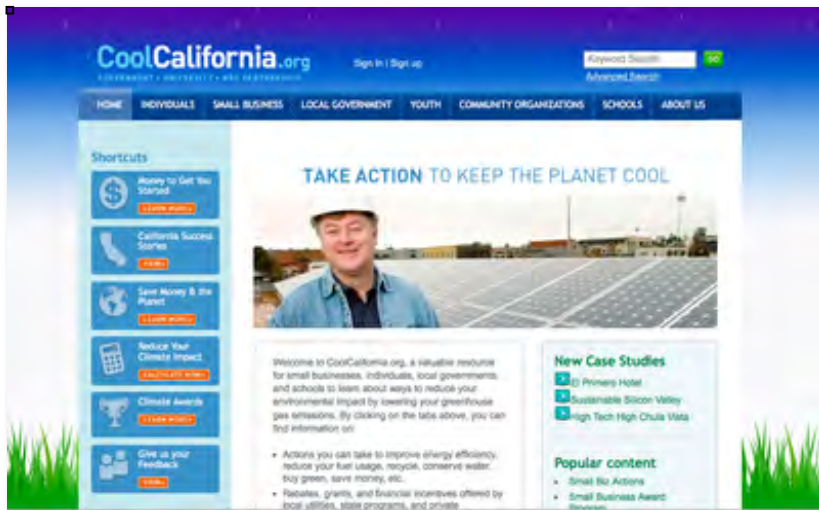 CoolCalifornia.org
GOVERNMENT • UNIVERSITY • NGO PARTNERSHIP
Sign In | Sign up
Keyword Search
GO
Advanced Search
HOME INDIVIDUALS SMALL BUSINESS LOCAL GOVERNMENT YOUTH COMMUNITY ORGANIZATIONS SCHOOLS ABOUT US
Shortcuts
Money to Get You
Started
LEARN MORE
California Success
Stories
VIEW
Save Money & the
Planet
LEARN MORE
Reduce Your
Climate Impact
CALCULATE NOW
Climate Awards
LEARN MORE
Give us your
Feedback
VIEW
TAKE ACTION TO KEEP THE PLANET COOL
Welcome to CoolCalifornia.org, a valuable resource
for small businesses, individuals, local governments
and schools to learn about ways to reduce your
environmental impact by lowering your greenhouse
gas emissions. By clicking on the tabs above, you can
find information on:
• Actions you can take to improve energy efficiency,
reduce your fuel usage, recycle, conserve water,
buy green, save money, etc.
• Rebates, grants, and financial incentives offered by
local utilities, state programs, and private
New Case Studies
El Primero Hotel
Sustainable Silicon Valley
High Tech High Chula Vista
Popular content
• Small Biz Actions
• Small Business Award
Program